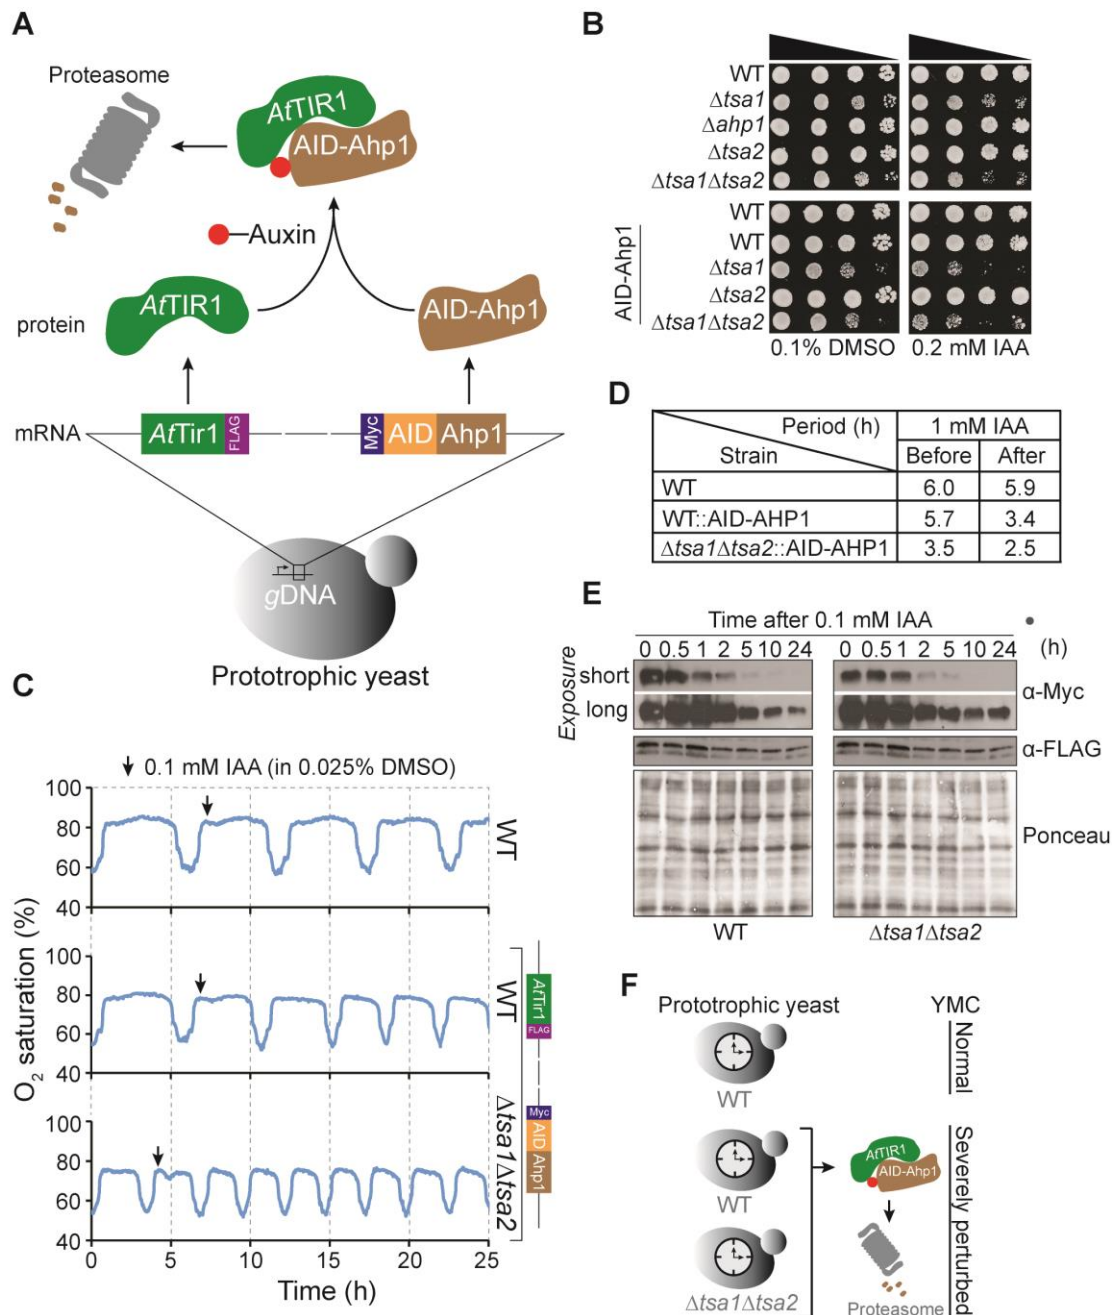 A
Proteasome
AfTIR1
AID-Ahp1
Auxin
AfTIR1
AID-Ahp1
protein
mRNA
AfTir1
FLAG
Myc
AID
Ahp1
gDNA
Prototrophic yeast
B
WT
Δtsa1
Δahp1
Δtsa2
Δtsa1Δtsa2
AID-Ahp1
WT
WT
Δtsa1
Δtsa2
Δtsa1Δtsa2
0.1% DMSO 0.2 mM IAA
C
0.1 mM IAA (in 0.025% DMSO)
O2 saturation (%)
100
80
60
40
WT
100
80
60
40
WT
100
80
60
40
Δtsa1Δtsa2
0 5 10 15 20 25
Time (h)
AfTir1
FLAG
Myc
AID
Ahp1
D
Period (h) 1 mM IAA
Strain Before After
WT 6.0 5.9
WT::AID-AHP1 5.7 3.4
Δtsa1Δtsa2::AID-AHP1 3.5 2.5
E
Time after 0.1 mM IAA
0 0.5 1 2 5 10 24 0 0.5 1 2 5 10 24 (h)
Exposure
short
long
α-Myc
α-FLAG
Ponceau
WT Δtsa1Δtsa2
F
Prototrophic yeast YMC
WT
Normal
WT
AfTIR1
AID-Ahp1
Severely perturbed
Δtsa1Δtsa2
Proteasome